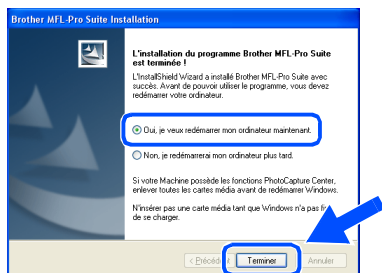 Brother MFL-Pro Suite Installation
L'installation du programme Brother MFL-Pro Suite
est terminée !
L'InstallShield Wizard a installé Brother MFL-Pro Suite avec
succès. Avant de pouvoir utiliser le programme, vous devez
redémarrer votre ordinateur.
Oui, je veux redémarrer mon ordinateur maintenant.
Non, je redémarrerai mon ordinateur plus tard.
Si votre Machine possède les fonctions PhotoCapture Center,
enlever toutes les cartes média avant de redémarrer Windows.
N'insérer pas une carte média tant que Windows n'a pas
de se charger.
< Précédent Terminer Annuler